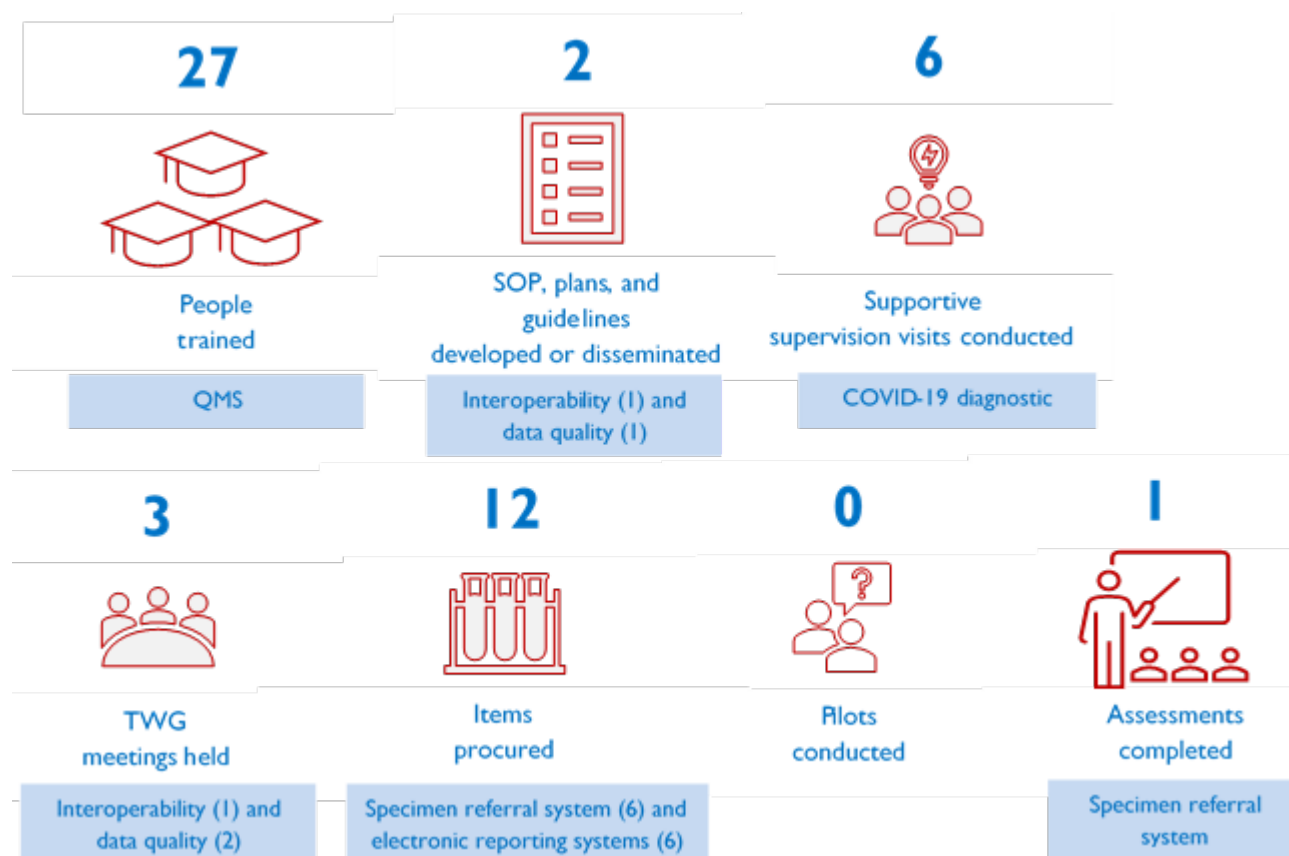 27
People
trained
QMS
2
SOP, plans, and
guidelines
developed or disseminated
Interoperability (1) and
data quality (1)
6
Supportive
supervision visits conducted
COVID-19 diagnostic
3
TWG
meetings held
Interoperability (1) and
data quality (2)
12
Items
procured
Specimen referral system (6) and
electronic reporting systems (6)
0
?
Pilots
conducted
1
Assessments
completed
Specimen referral
system